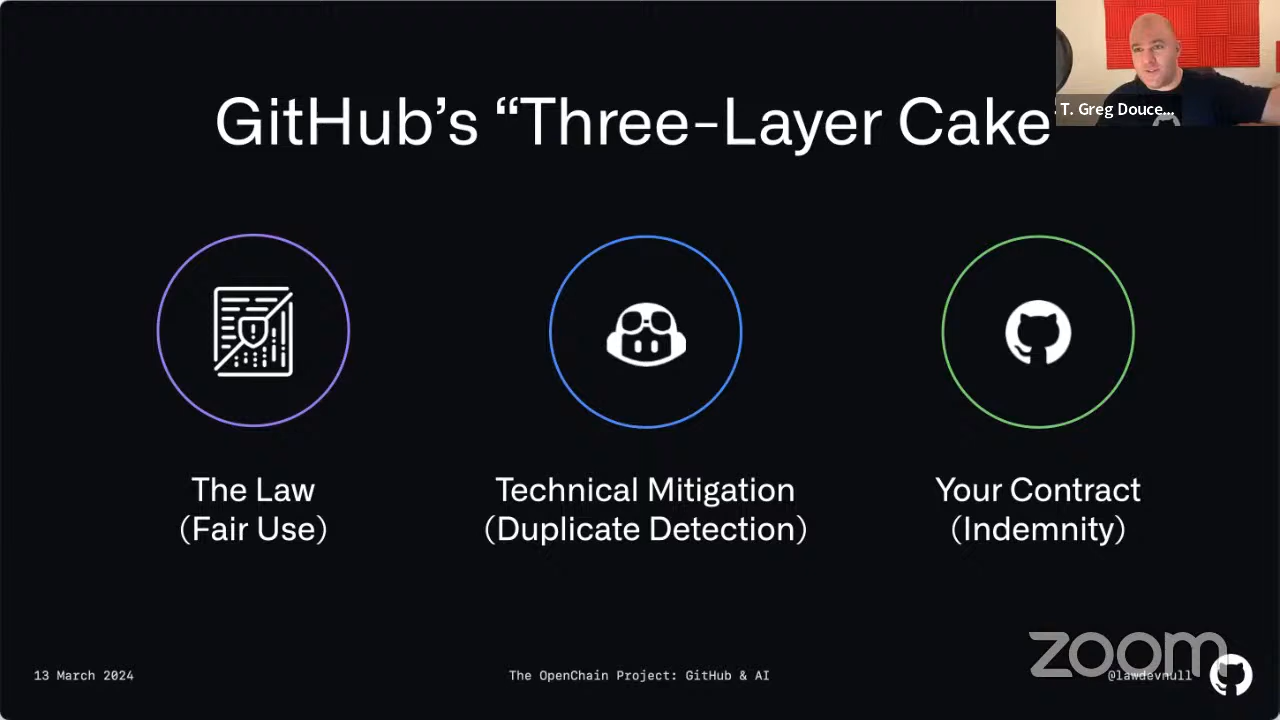 GitHub's “Three-Layer Cake
T. Greg Douce...
The Law
(Fair Use)
Technical Mitigation
(Duplicate Detection)
Your Contract
(Indemnity)
13 March 2024
The OpenChain Project: GitHub & AI
@lawdevnull
zoom